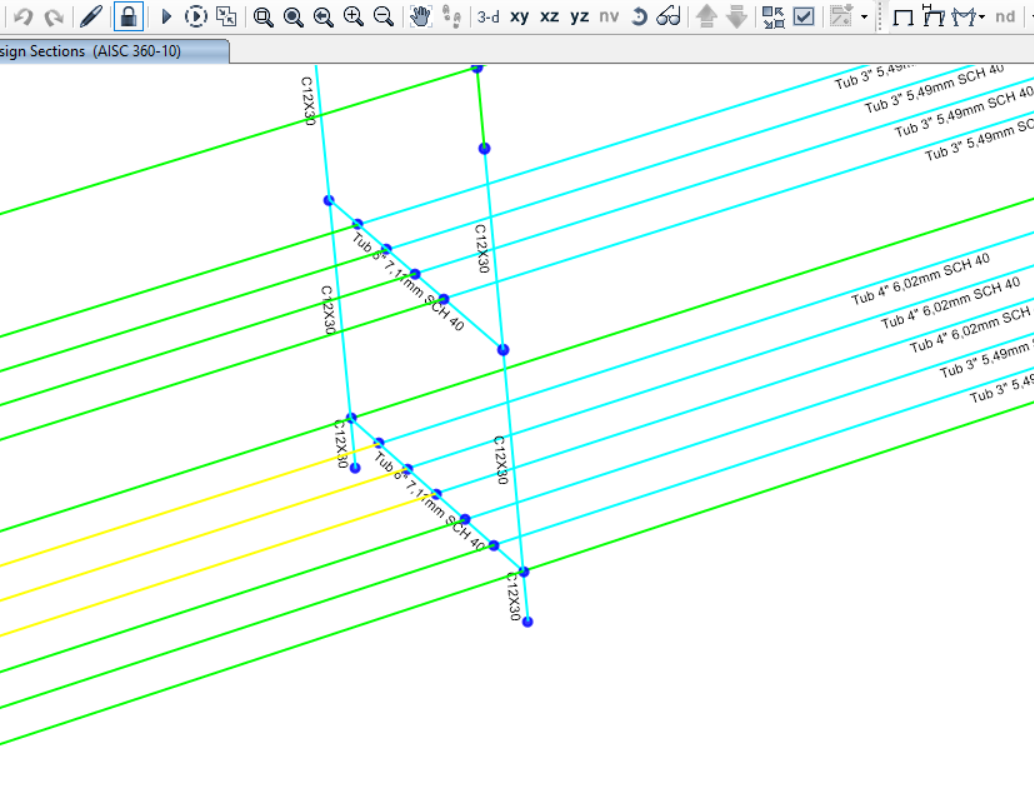 3-d xy xz yz nv nd
sign Sections (AISC 360-10)
C12X30
Tub 3" 5,49mm
Tub 3" 5,49mm SCH 40
Tub 3" 5,49mm SCH 40
Tub 3" 5,49mm SC
C12X30
Tub 6" 7,11mm SCH 40
C12X30
Tub 4" 6,02mm SCH 40
Tub 4" 6,02mm SCH 40
Tub 4" 6,02mm SCH
Tub 3" 5,49mm
Tub 3" 5,49
C12X30
C12X30
Tub 6" 7,11mm SCH 40
C12X30